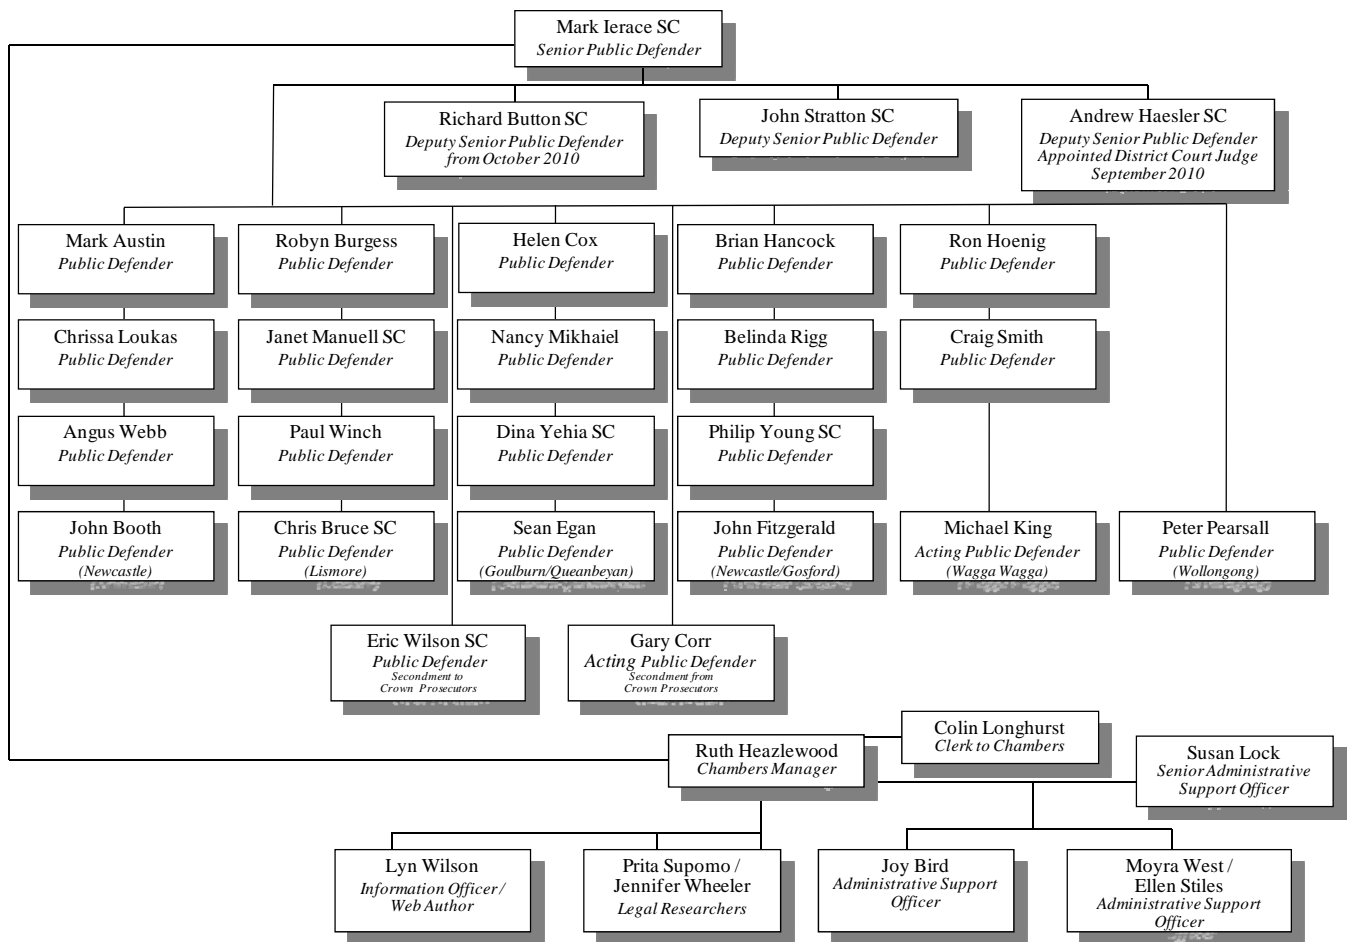 Mark Ierace SC
Senior Public Defender
Richard Button SC
Deputy Senior Public Defender
from October 2010
John Stratton SC
Deputy Senior Public Defender
Andrew Haesler SC
Deputy Senior Public Defender
Appointed District Court Judge
September 2010
Mark Austin
Public Defender
Robyn Burgess
Public Defender
Helen Cox
Public Defender
Brian Hancock
Public Defender
Ron Hoenig
Public Defender
Chrissa Loukas
Public Defender
Janet Manuell SC
Public Defender
Nancy Mikhaiel
Public Defender
Belinda Rigg
Public Defender
Craig Smith
Public Defender
Angus Webb
Public Defender
Paul Winch
Public Defender
Dina Yehia SC
Public Defender
Philip Young SC
Public Defender
John Booth
Public Defender
(Newcastle)
Chris Bruce SC
Public Defender
(Lismore)
Sean Egan
Public Defender
(Goulburn/Queanbeyan)
John Fitzgerald
Public Defender
(Newcastle/Gosford)
Michael King
Acting Public Defender
(Wagga Wagga)
Peter Pearsall
Public Defender
(Wollongong)
Eric Wilson SC
Public Defender
Secondment to
Crown Prosecutors
Gary Corr
Acting Public Defender
Secondment from
Crown Prosecutors
Colin Longhurst
Clerk to Chambers
Ruth Heazlewood
Chambers Manager
Susan Lock
Senior Administrative
Support Officer
Lyn Wilson
Information Officer /
Web Author
Prita Supomo /
Jennifer Wheeler
Legal Researchers
Joy Bird
Administrative Support
Officer
Moyra West /
Ellen Stiles
Administrative Support
Officer